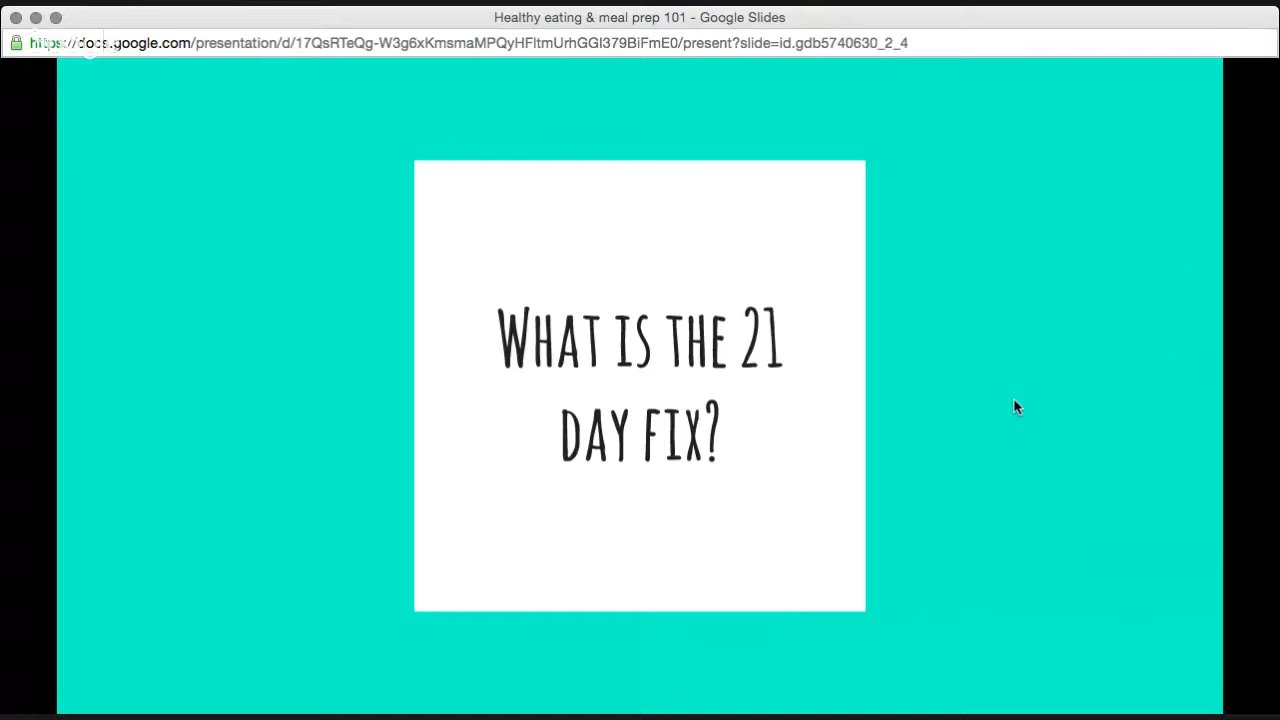 Healthy eating & meal prep 101 - Google Slides
https://docs.google.com/presentation/d/17QsRTeQg-W3g6xKmsmaMPQyHFltmUrhGGl379BiFmE0/present?slide=id.gdb5740630_2_4
What is the 21
day fix?